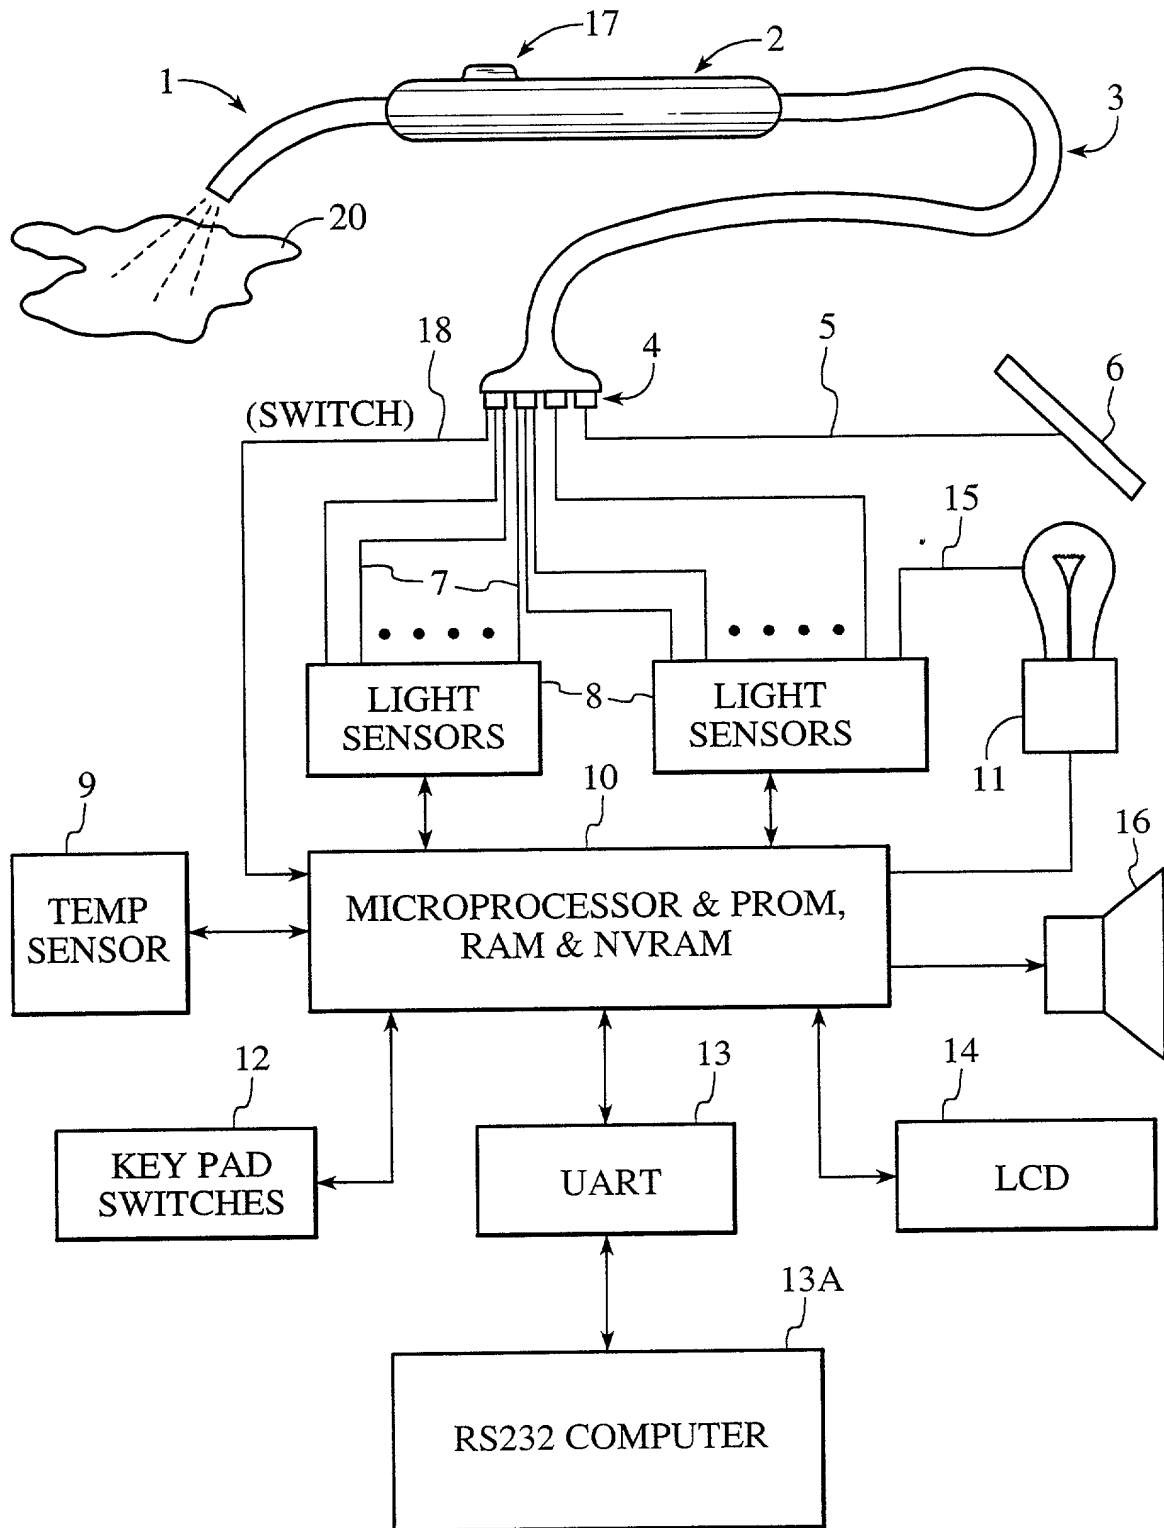 17
2
1
3
20
18
4
5
6
(SWITCH)
15
7
LIGHT
SENSORS
8
LIGHT
SENSORS
11
9
10
16
TEMP
SENSOR
MICROPROCESSOR & PROM,
RAM & NVRAM
12
13
14
KEY PAD
SWITCHES
UART
LCD
13A
RS232 COMPUTER